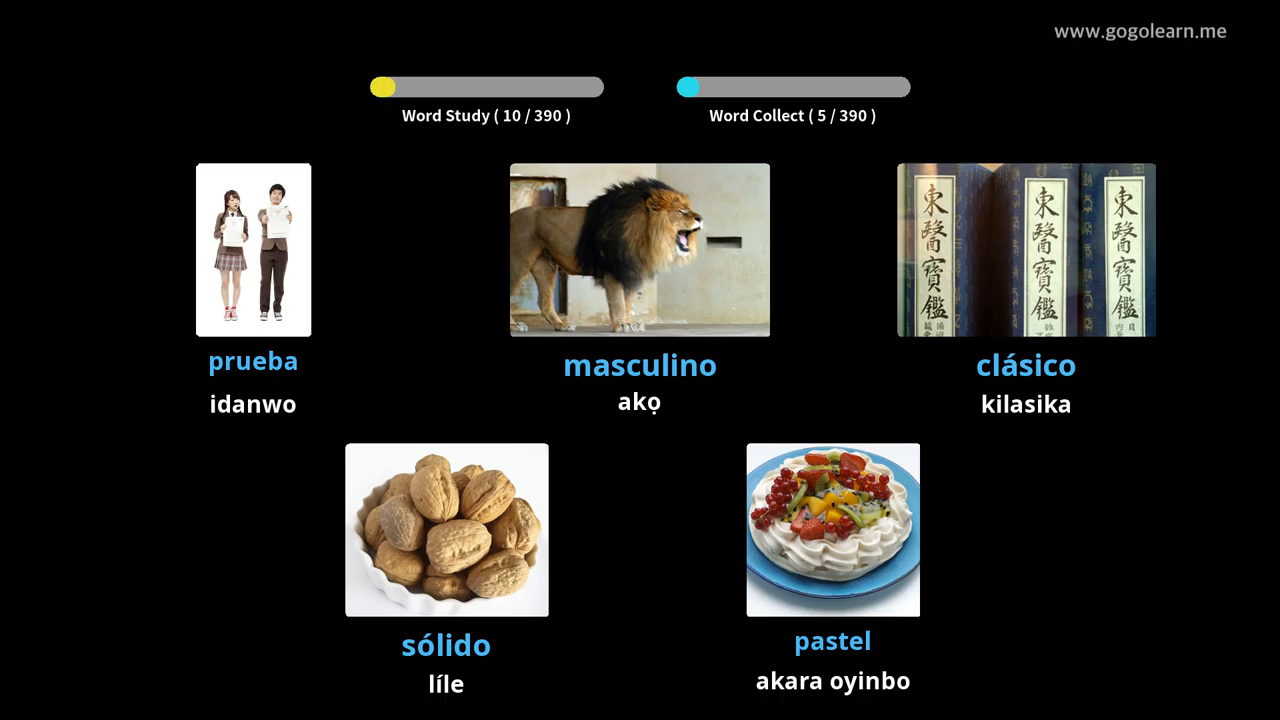 www.gogolearn.me
Word Study ( 10 / 390 )
Word Collect ( 5 / 390 )
東醫寶鑑
東醫寶鑑
東醫寶鑑
prueba
masculino
clásico
idanwo
akọ
kilasika
sólido
pastel
líle
akara oyinbo